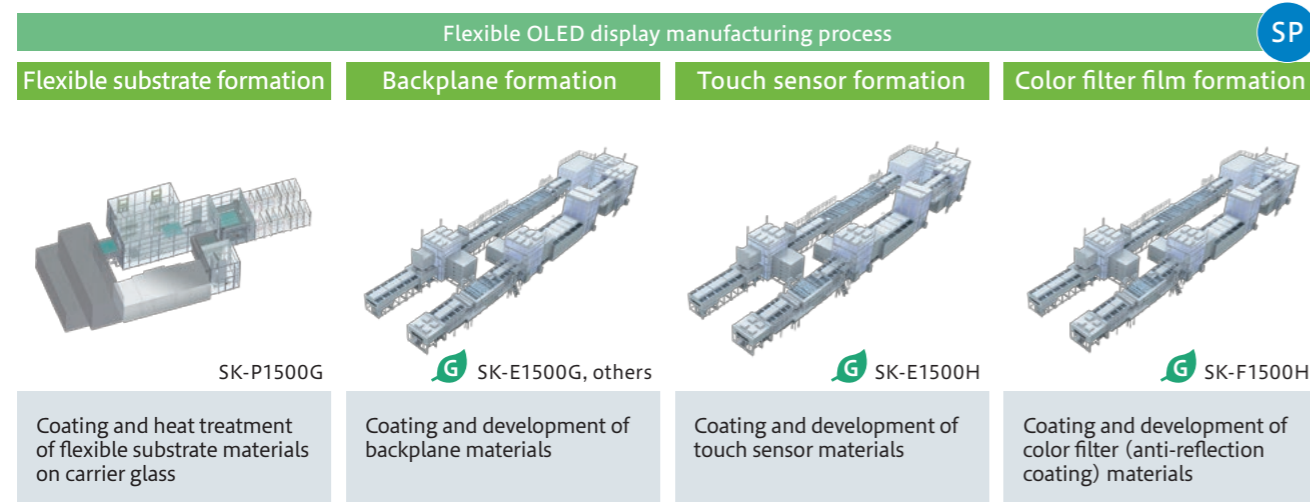 Flexible OLED display manufacturing process
SP
Flexible substrate formation
Backplane formation
Touch sensor formation
Color filter film formation
SK-P1500G
G SK-E1500G, others
G SK-E1500H
G SK-F1500H
Coating and heat treatment
of flexible substrate materials
on carrier glass
Coating and development of
backplane materials
Coating and development of
touch sensor materials
Coating and development of
color filter (anti-reflection
coating) materials